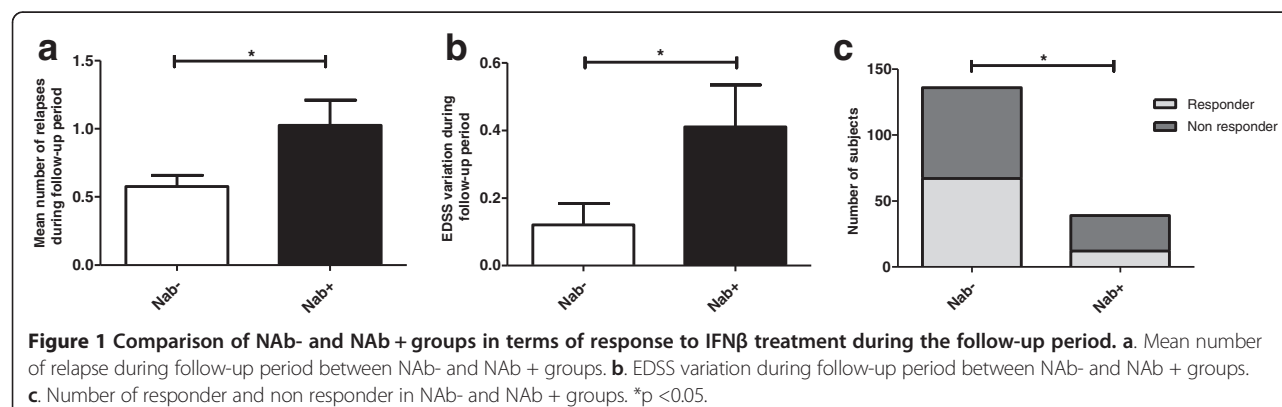 a
*
Mean number of relapses
during follow-up period
1.5
1.0
0.5
0.0
Nab-
Nab+
b
*
EDSS variation during
follow-up period
0.6
0.4
0.2
0.0
Nab-
Nab+
c
*
Number of subjects
150
100
50
0
Nab-
Nab+
Responder
Non responder
Figure 1 Comparison of NAb- and NAb + groups in terms of response to IFNβ treatment during the follow-up period. a. Mean number
of relapse during follow-up period between NAb- and NAb + groups. b. EDSS variation during follow-up period between NAb- and NAb + groups.
c. Number of responder and non responder in NAb- and NAb + groups. *p <0.05.